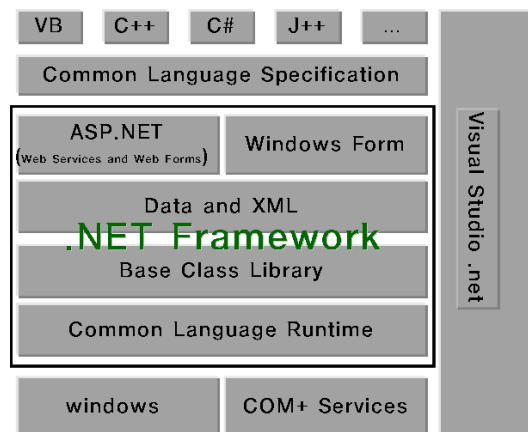 VB C++ C# J++ ...
Common Language Specification
ASP.NET
(Web Services and Web Forms)
Windows Form
Data and XML
.NET Framework
Base Class Library
Common Language Runtime
windows
COM+ Services
Visual Studio .net